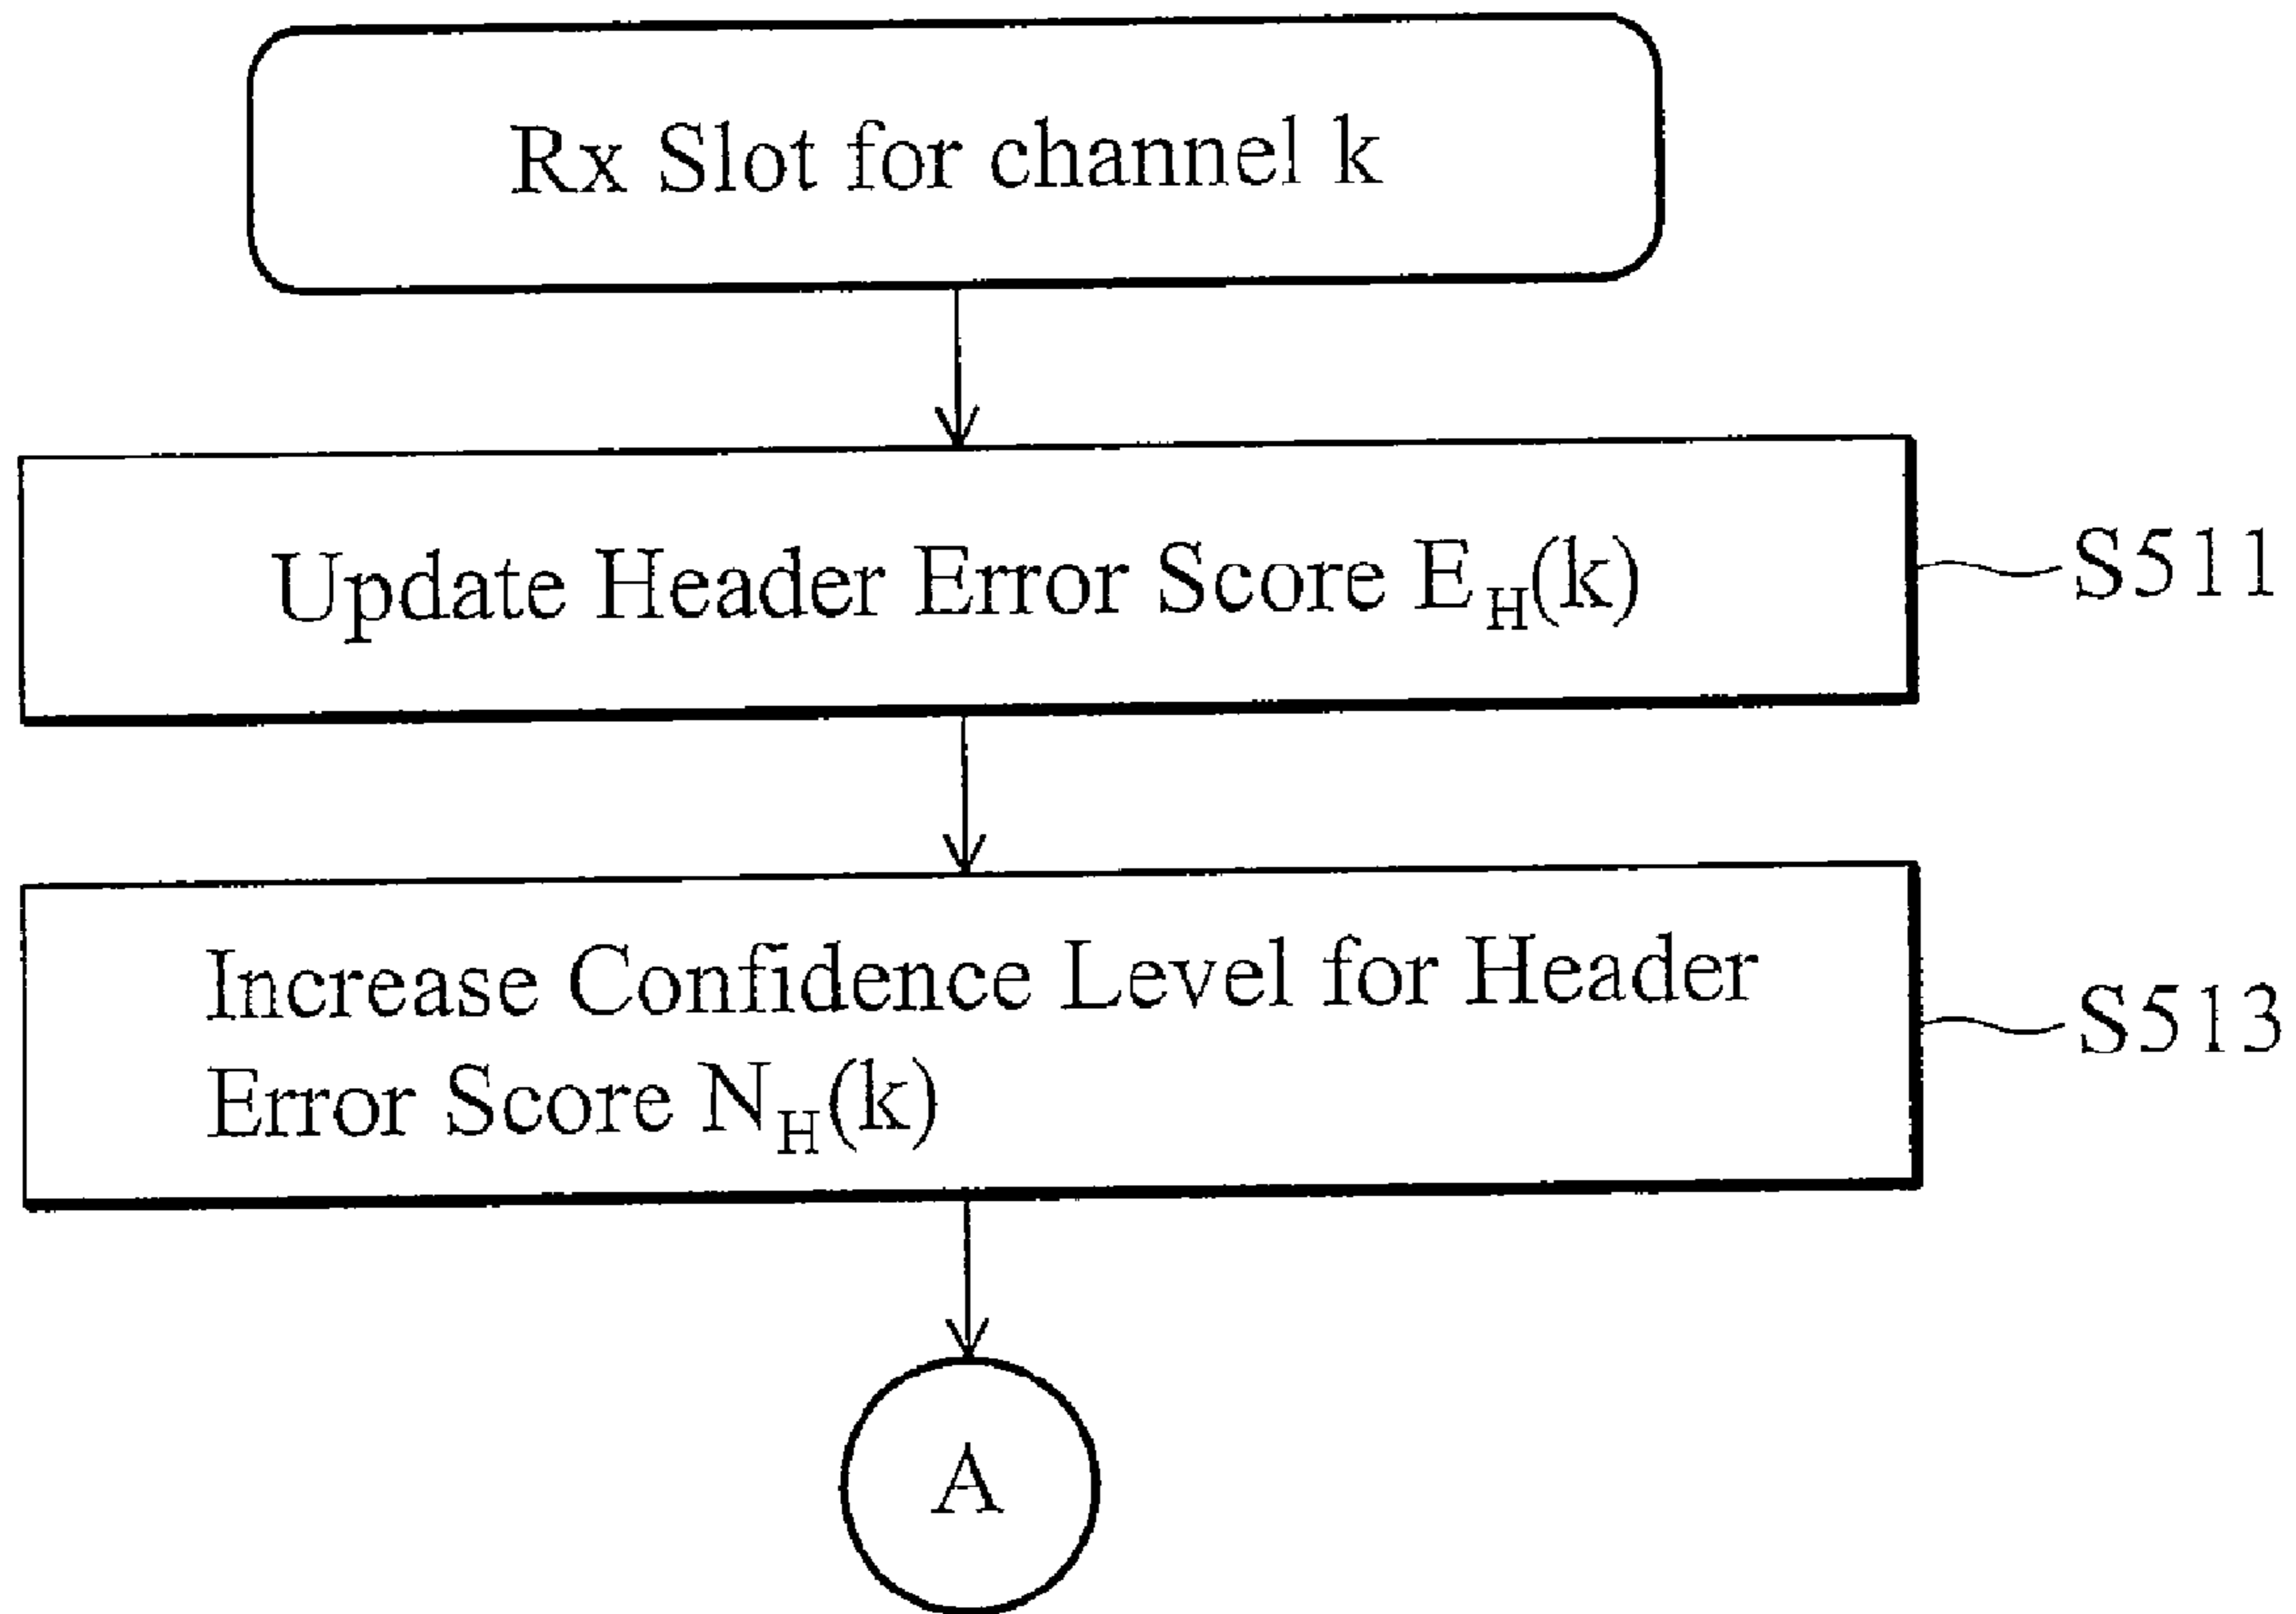 Rx Slot for channel k
Update Header Error Score E_H(k)
S511
Increase Confidence Level for Header
Error Score N_H(k)
S513
A